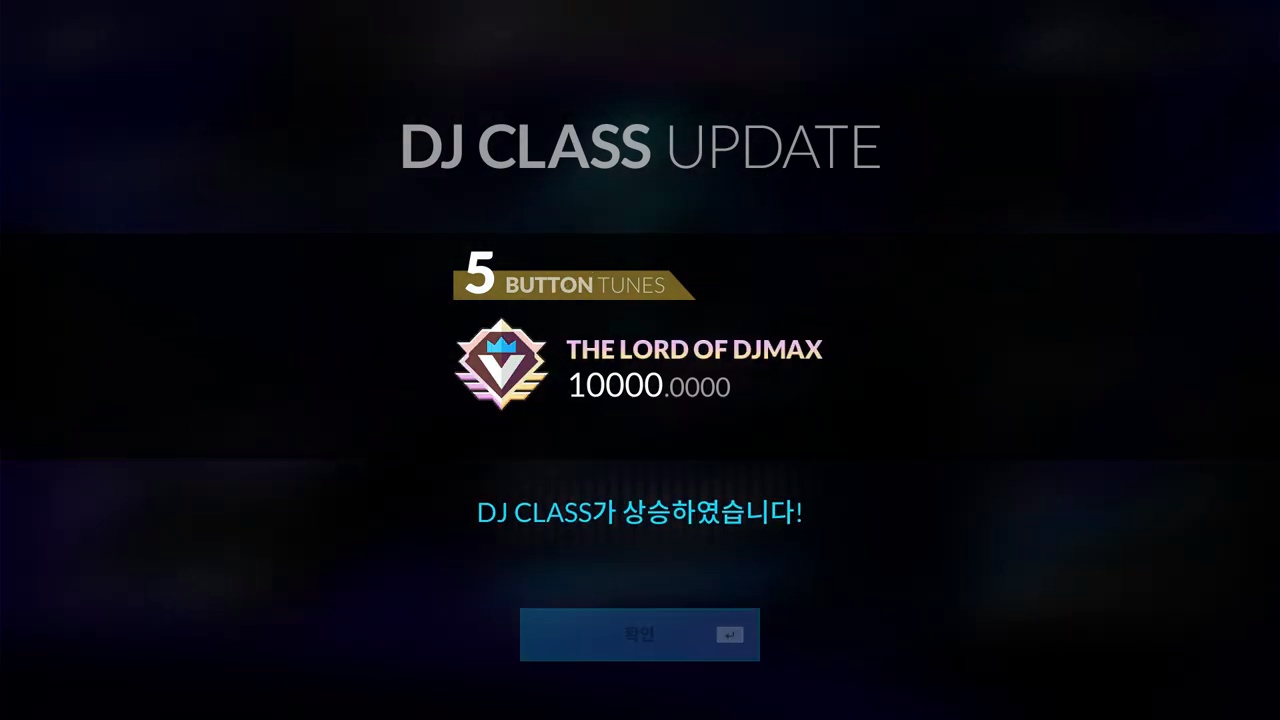 DJ CLASS UPDATE
5 BUTTON TUNES
THE LORD OF DJMAX
10000.0000
DJ CLASS가 상승하였습니다!
확인